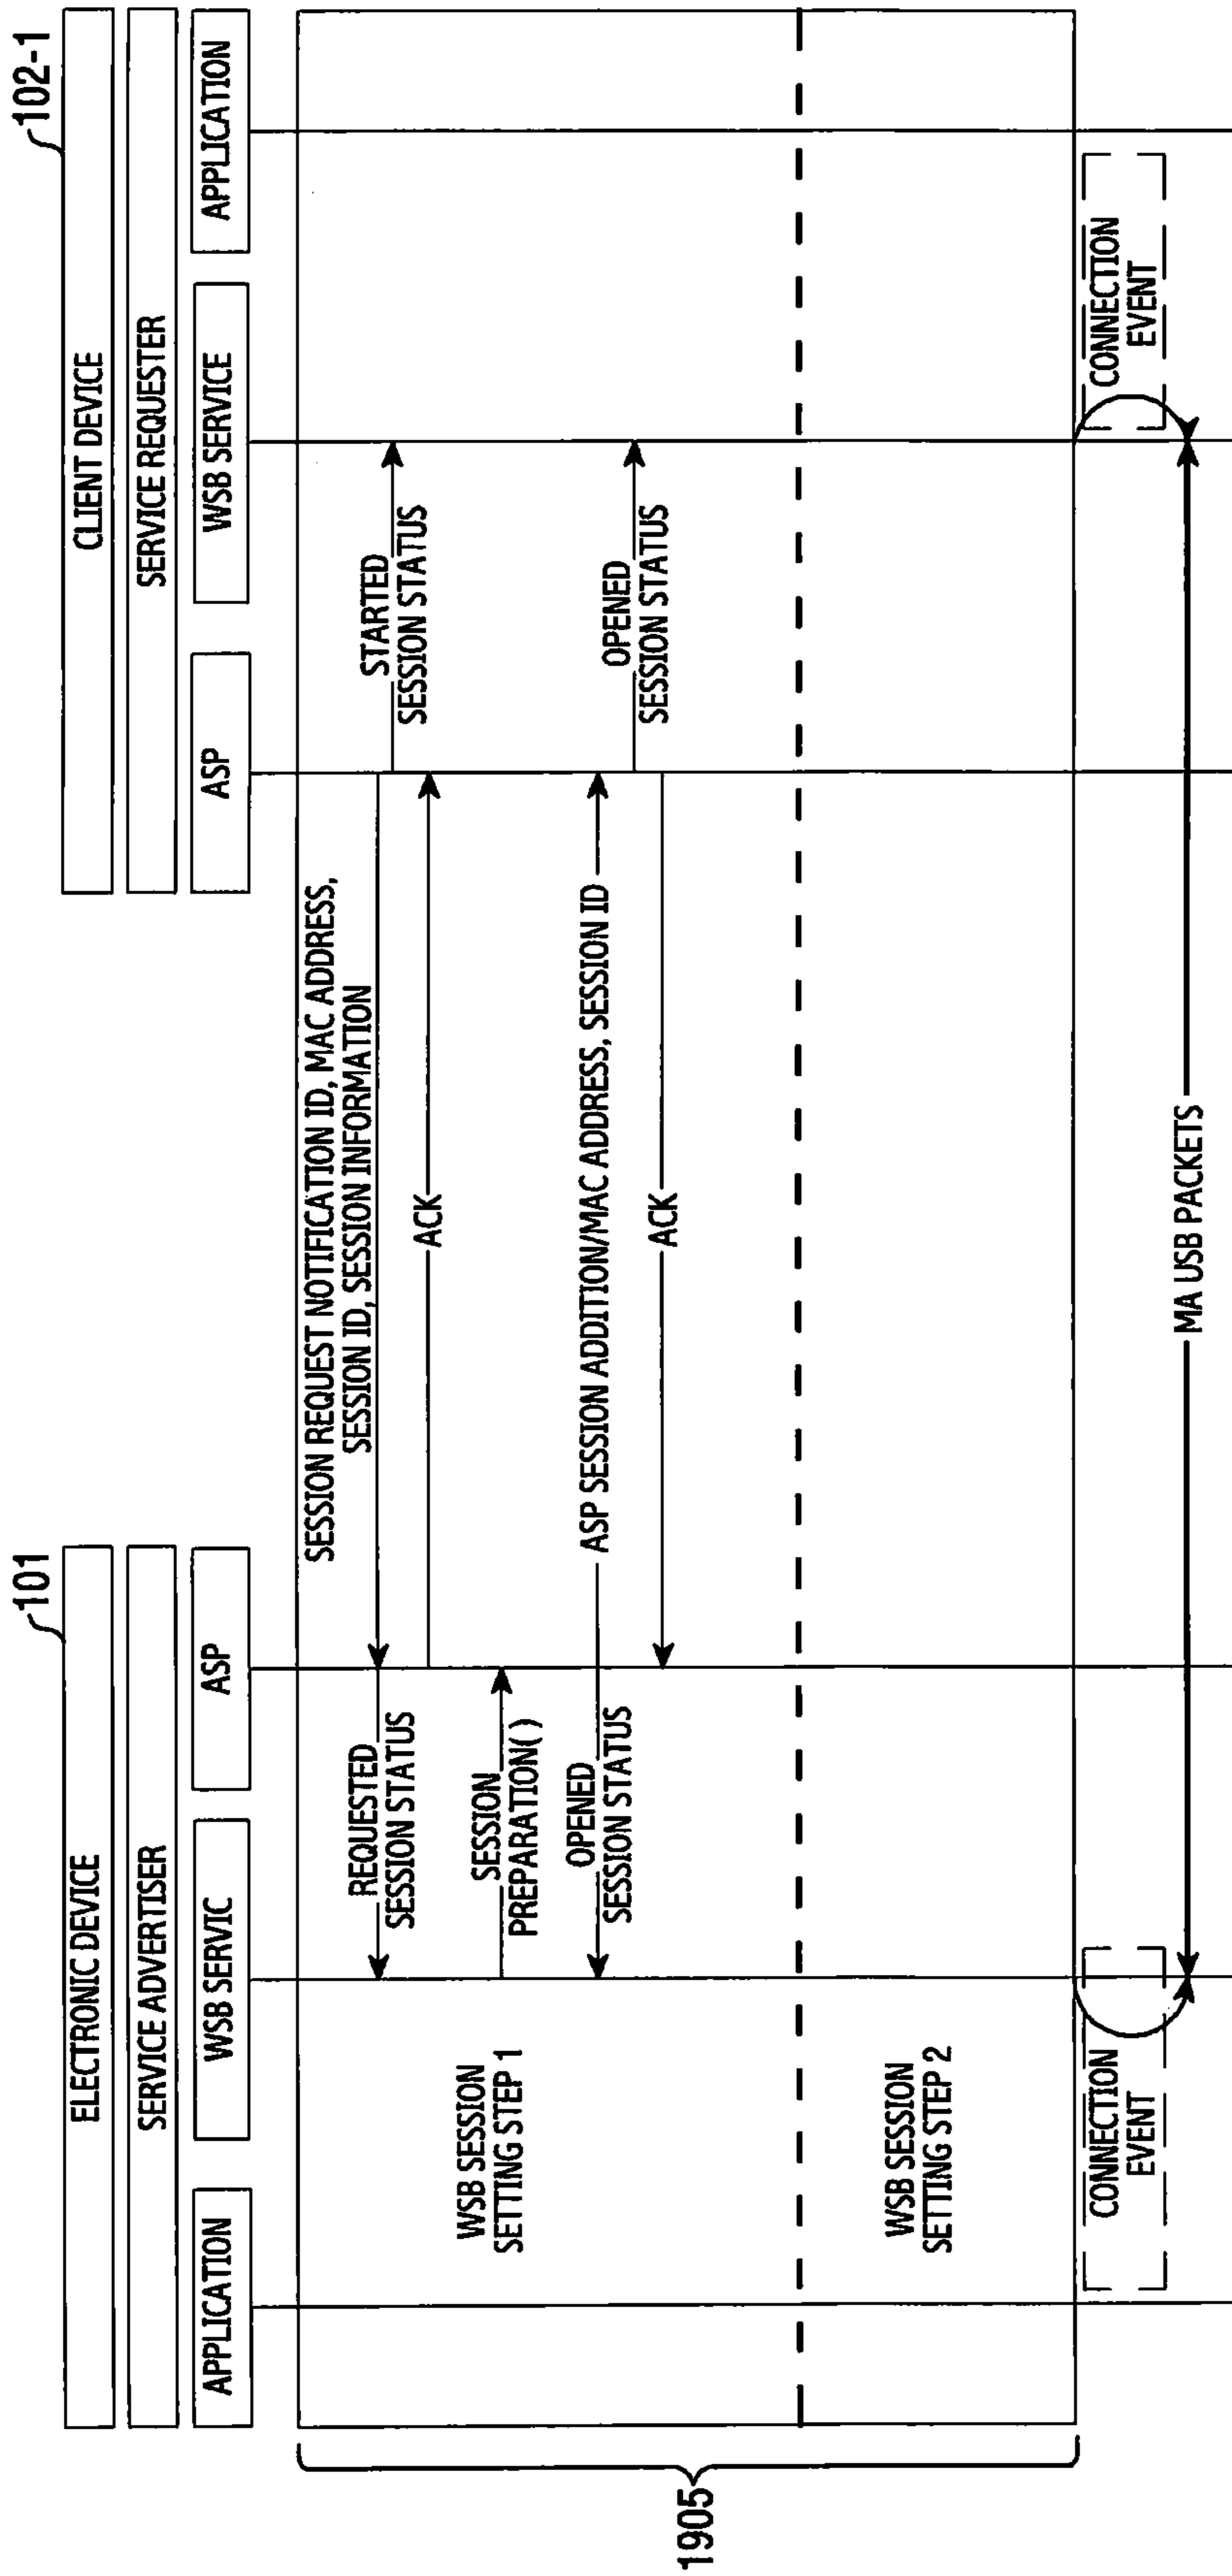 101
102-1
ELECTRONIC DEVICE
CLIENT DEVICE
SERVICE ADVERTISER
SERVICE REQUESTER
APPLICATION
WSB SERVIC
ASP
ASP
WSB SERVICE
APPLICATION
SESSION REQUEST NOTIFICATION ID, MAC ADDRESS,
SESSION ID, SESSION INFORMATION
REQUESTED
SESSION STATUS
STARTED
SESSION STATUS
ACK
WSB SESSION
SETTING STEP 1
SESSION
PREPARATION( )
OPENED
SESSION STATUS
ASP SESSION ADDITION/MAC ADDRESS, SESSION ID
OPENED
SESSION STATUS
ACK
1905
WSB SESSION
SETTING STEP 2
CONNECTION
EVENT
CONNECTION
EVENT
MA USB PACKETS